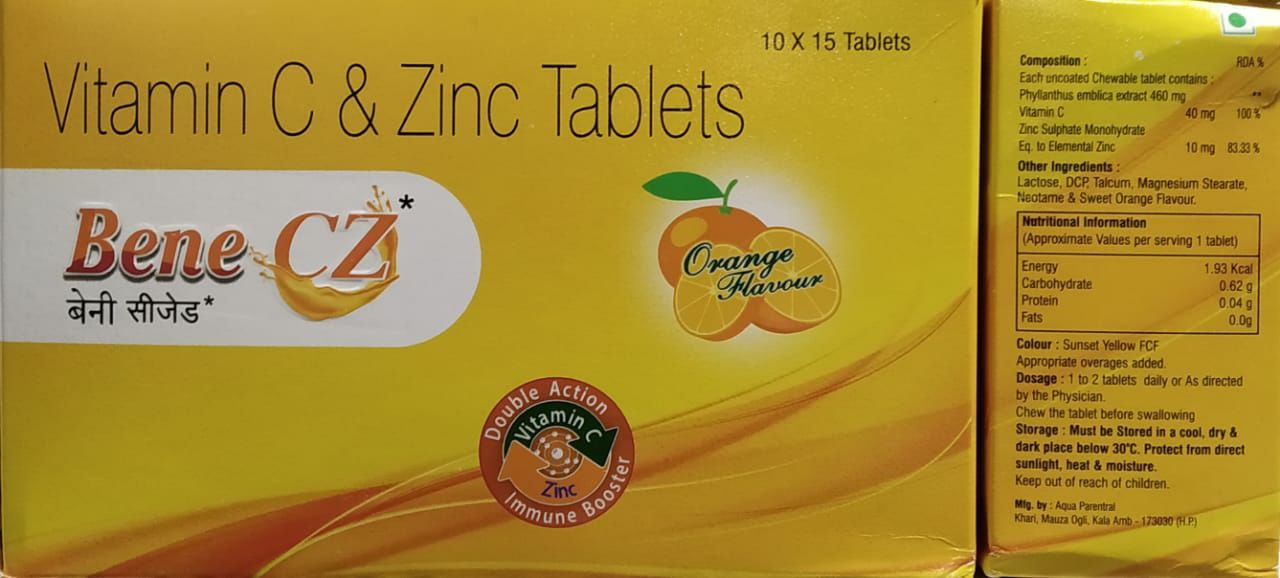 10 X 15 Tablets
Vitamin C & Zinc Tablets
Bene CZ*
बेनी सीजेड*
Orange
Flavour
Double Action
Vitamin C
Zinc
Immune Booster
Composition : RDA %
Each uncoated Chewable tablet contains :
Phyllanthus emblica extract 460 mg **
Vitamin C 40 mg 100 %
Zinc Sulphate Monohydrate
Eq. to Elemental Zinc 10 mg 83.33 %
Other Ingredients :
Lactose, DCP, Talcum, Magnesium Stearate,
Neotame & Sweet Orange Flavour.
Nutritional Information
(Approximate Values per serving 1 tablet)
Energy 1.93 Kcal
Carbohydrate 0.62 g
Protein 0.04 g
Fats 0.0g
Colour : Sunset Yellow FCF
Appropriate overages added.
Dosage : 1 to 2 tablets daily or As directed
by the Physician.
Chew the tablet before swallowing
Storage : Must be Stored in a cool, dry &
dark place below 30°C. Protect from direct
sunlight, heat & moisture.
Keep out of reach of children.
Mfg. by : Aqua Parentral
Khari, Mauza Ogli, Kala Amb - 173030 (H.P.)